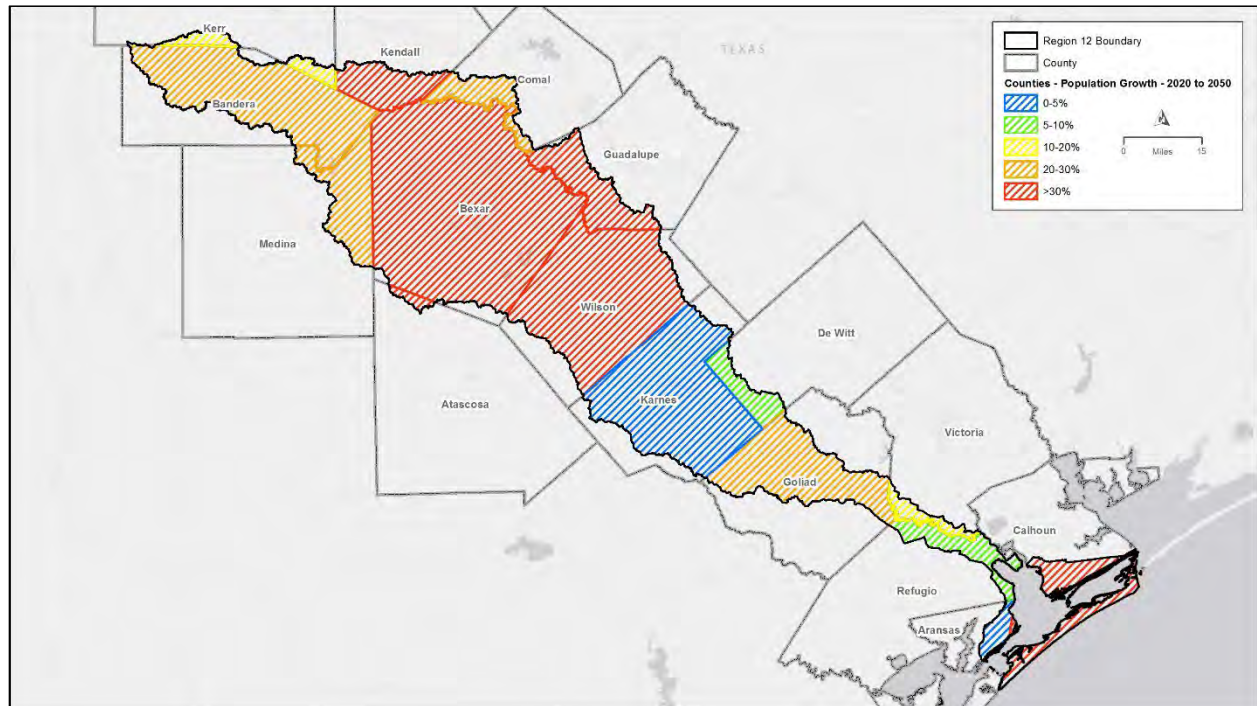 Kerr
Kendall
TEXAS
Comal
Bandera
Guadalupe
Bexar
Medina
Wilson
De Witt
Atascosa
Karnes
Victoria
Goliad
Calhoun
Refugio
Aransas
Region 12 Boundary
County
Counties - Population Growth - 2020 to 2050
0-5%
5-10%
10-20%
20-30%
>30%
0 15
Miles